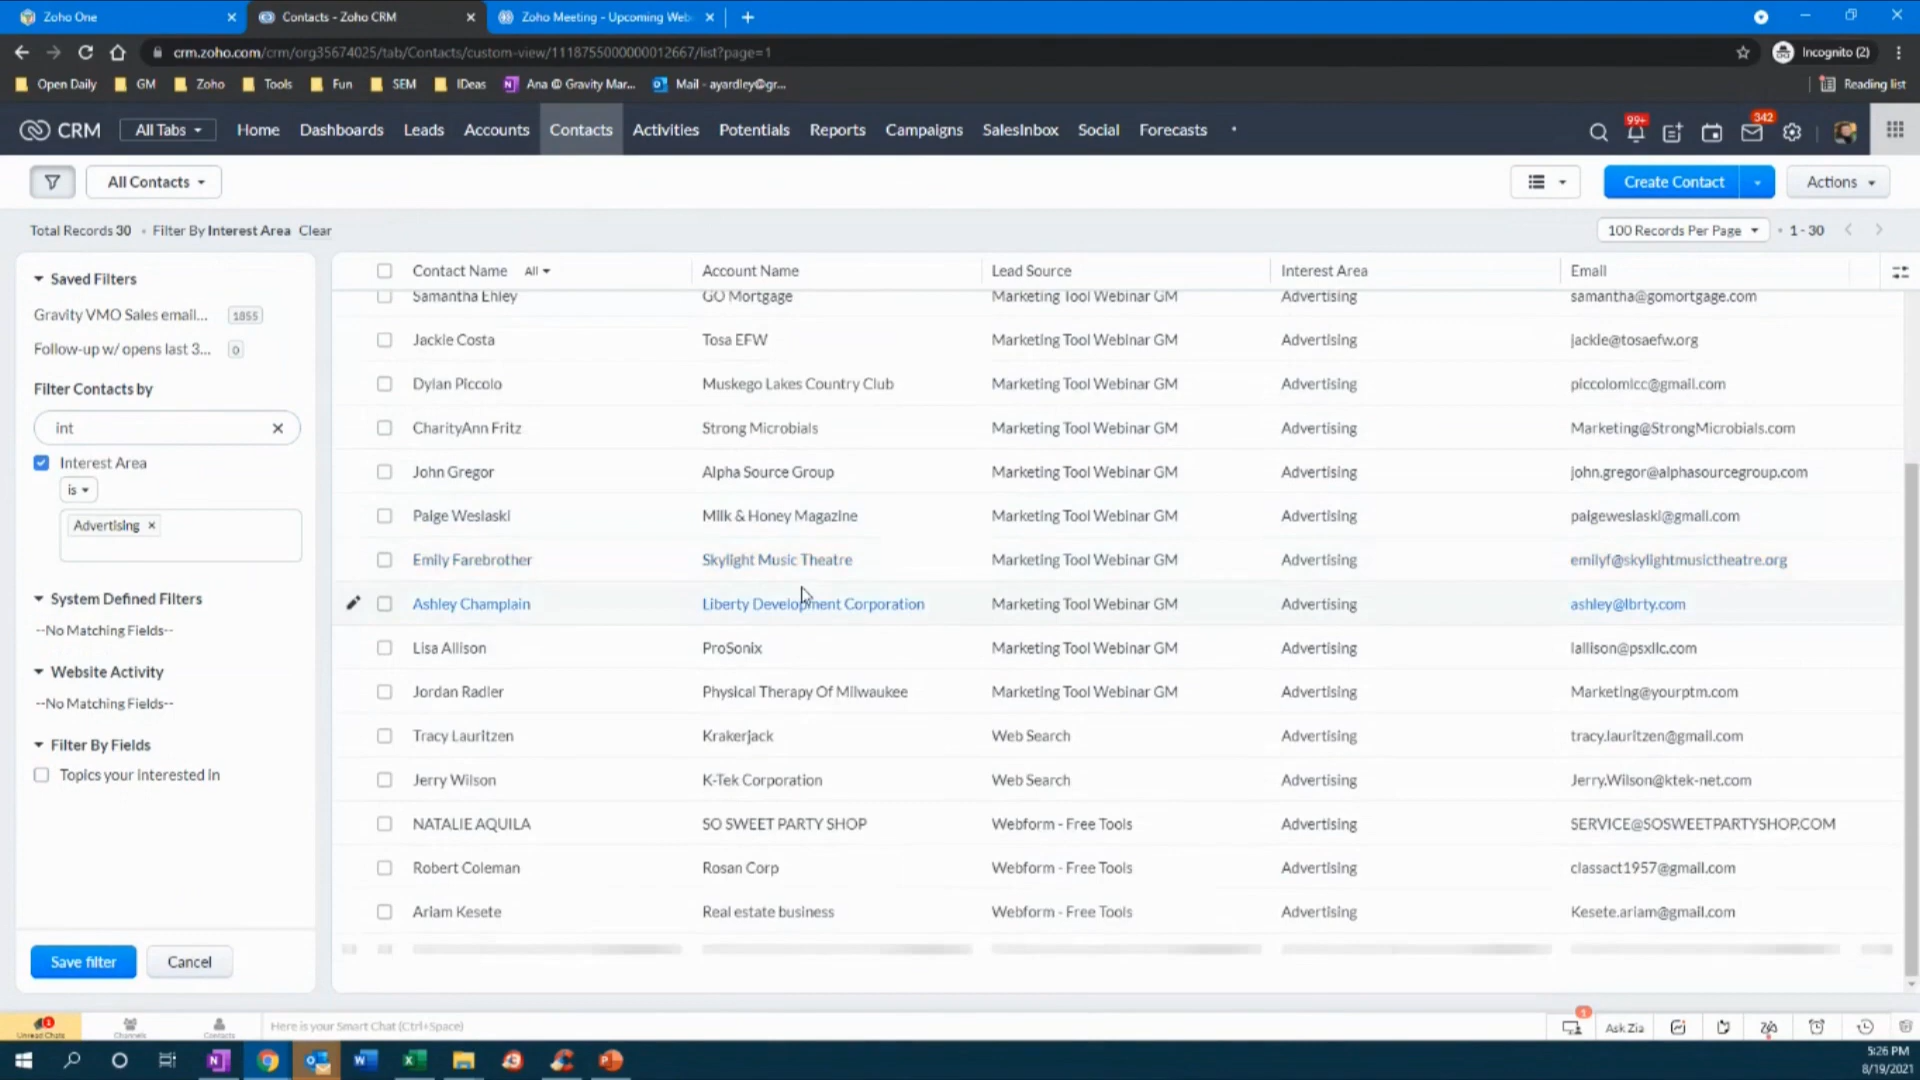 Zoho One
Contacts - Zoho CRM
Zoho Meeting - Upcoming Web
crm.zoho.com/crm/org35674025/tab/Contacts/custom-view/1118755000000012667/list?page=1
Incognito (2)
Open Daily GM Zoho Tools Fun SEM IDeas Ana @ Gravity Mar... Mail - ayardley@gr... Reading list
CRM All Tabs Home Dashboards Leads Accounts Contacts Activities Potentials Reports Campaigns SalesInbox Social Forecasts 99+ 342
All Contacts Create Contact Actions
Total Records 30 • Filter By Interest Area Clear 100 Records Per Page • 1 - 30
Saved Filters
Gravity VMO Sales email... 1855
Follow-up w/ opens last 3... 0
Filter Contacts by
int
Interest Area
is
Advertising ×
System Defined Filters
--No Matching Fields--
Website Activity
--No Matching Fields--
Filter By Fields
Topics your interested in
Save filter Cancel
Contact Name All Account Name Lead Source Interest Area Email
Samantha Ehley GO Mortgage Marketing Tool Webinar GM Advertising samantha@gomortgage.com
Jackie Costa Tosa EFW Marketing Tool Webinar GM Advertising jackie@tosaefw.org
Dylan Piccolo Muskego Lakes Country Club Marketing Tool Webinar GM Advertising piccolomlcc@gmail.com
CharityAnn Fritz Strong Microbials Marketing Tool Webinar GM Advertising Marketing@StrongMicrobials.com
John Gregor Alpha Source Group Marketing Tool Webinar GM Advertising john.gregor@alphasourcegroup.com
Paige Weslaski Milk & Honey Magazine Marketing Tool Webinar GM Advertising paigeweslaski@gmail.com
Emily Farebrother Skylight Music Theatre Marketing Tool Webinar GM Advertising emilyf@skylightmusictheatre.org
Ashley Champlain Liberty Development Corporation Marketing Tool Webinar GM Advertising ashley@lbrty.com
Lisa Allison ProSonix Marketing Tool Webinar GM Advertising lallison@psxllc.com
Jordan Radler Physical Therapy Of Milwaukee Marketing Tool Webinar GM Advertising Marketing@yourptm.com
Tracy Lauritzen Krakerjack Web Search Advertising tracy.lauritzen@gmail.com
Jerry Wilson K-Tek Corporation Web Search Advertising Jerry.Wilson@ktek-net.com
NATALIE AQUILA SO SWEET PARTY SHOP Webform - Free Tools Advertising SERVICE@SOSWEETPARTYSHOP.COM
Robert Coleman Rosan Corp Webform - Free Tools Advertising classact1957@gmail.com
Ariam Kesete Real estate business Webform - Free Tools Advertising Kesete.ariam@gmail.com
Unread Chats Channels Contacts Here is your Smart Chat (Ctrl+Space) 1 Ask Zia
5:26 PM
8/19/2021